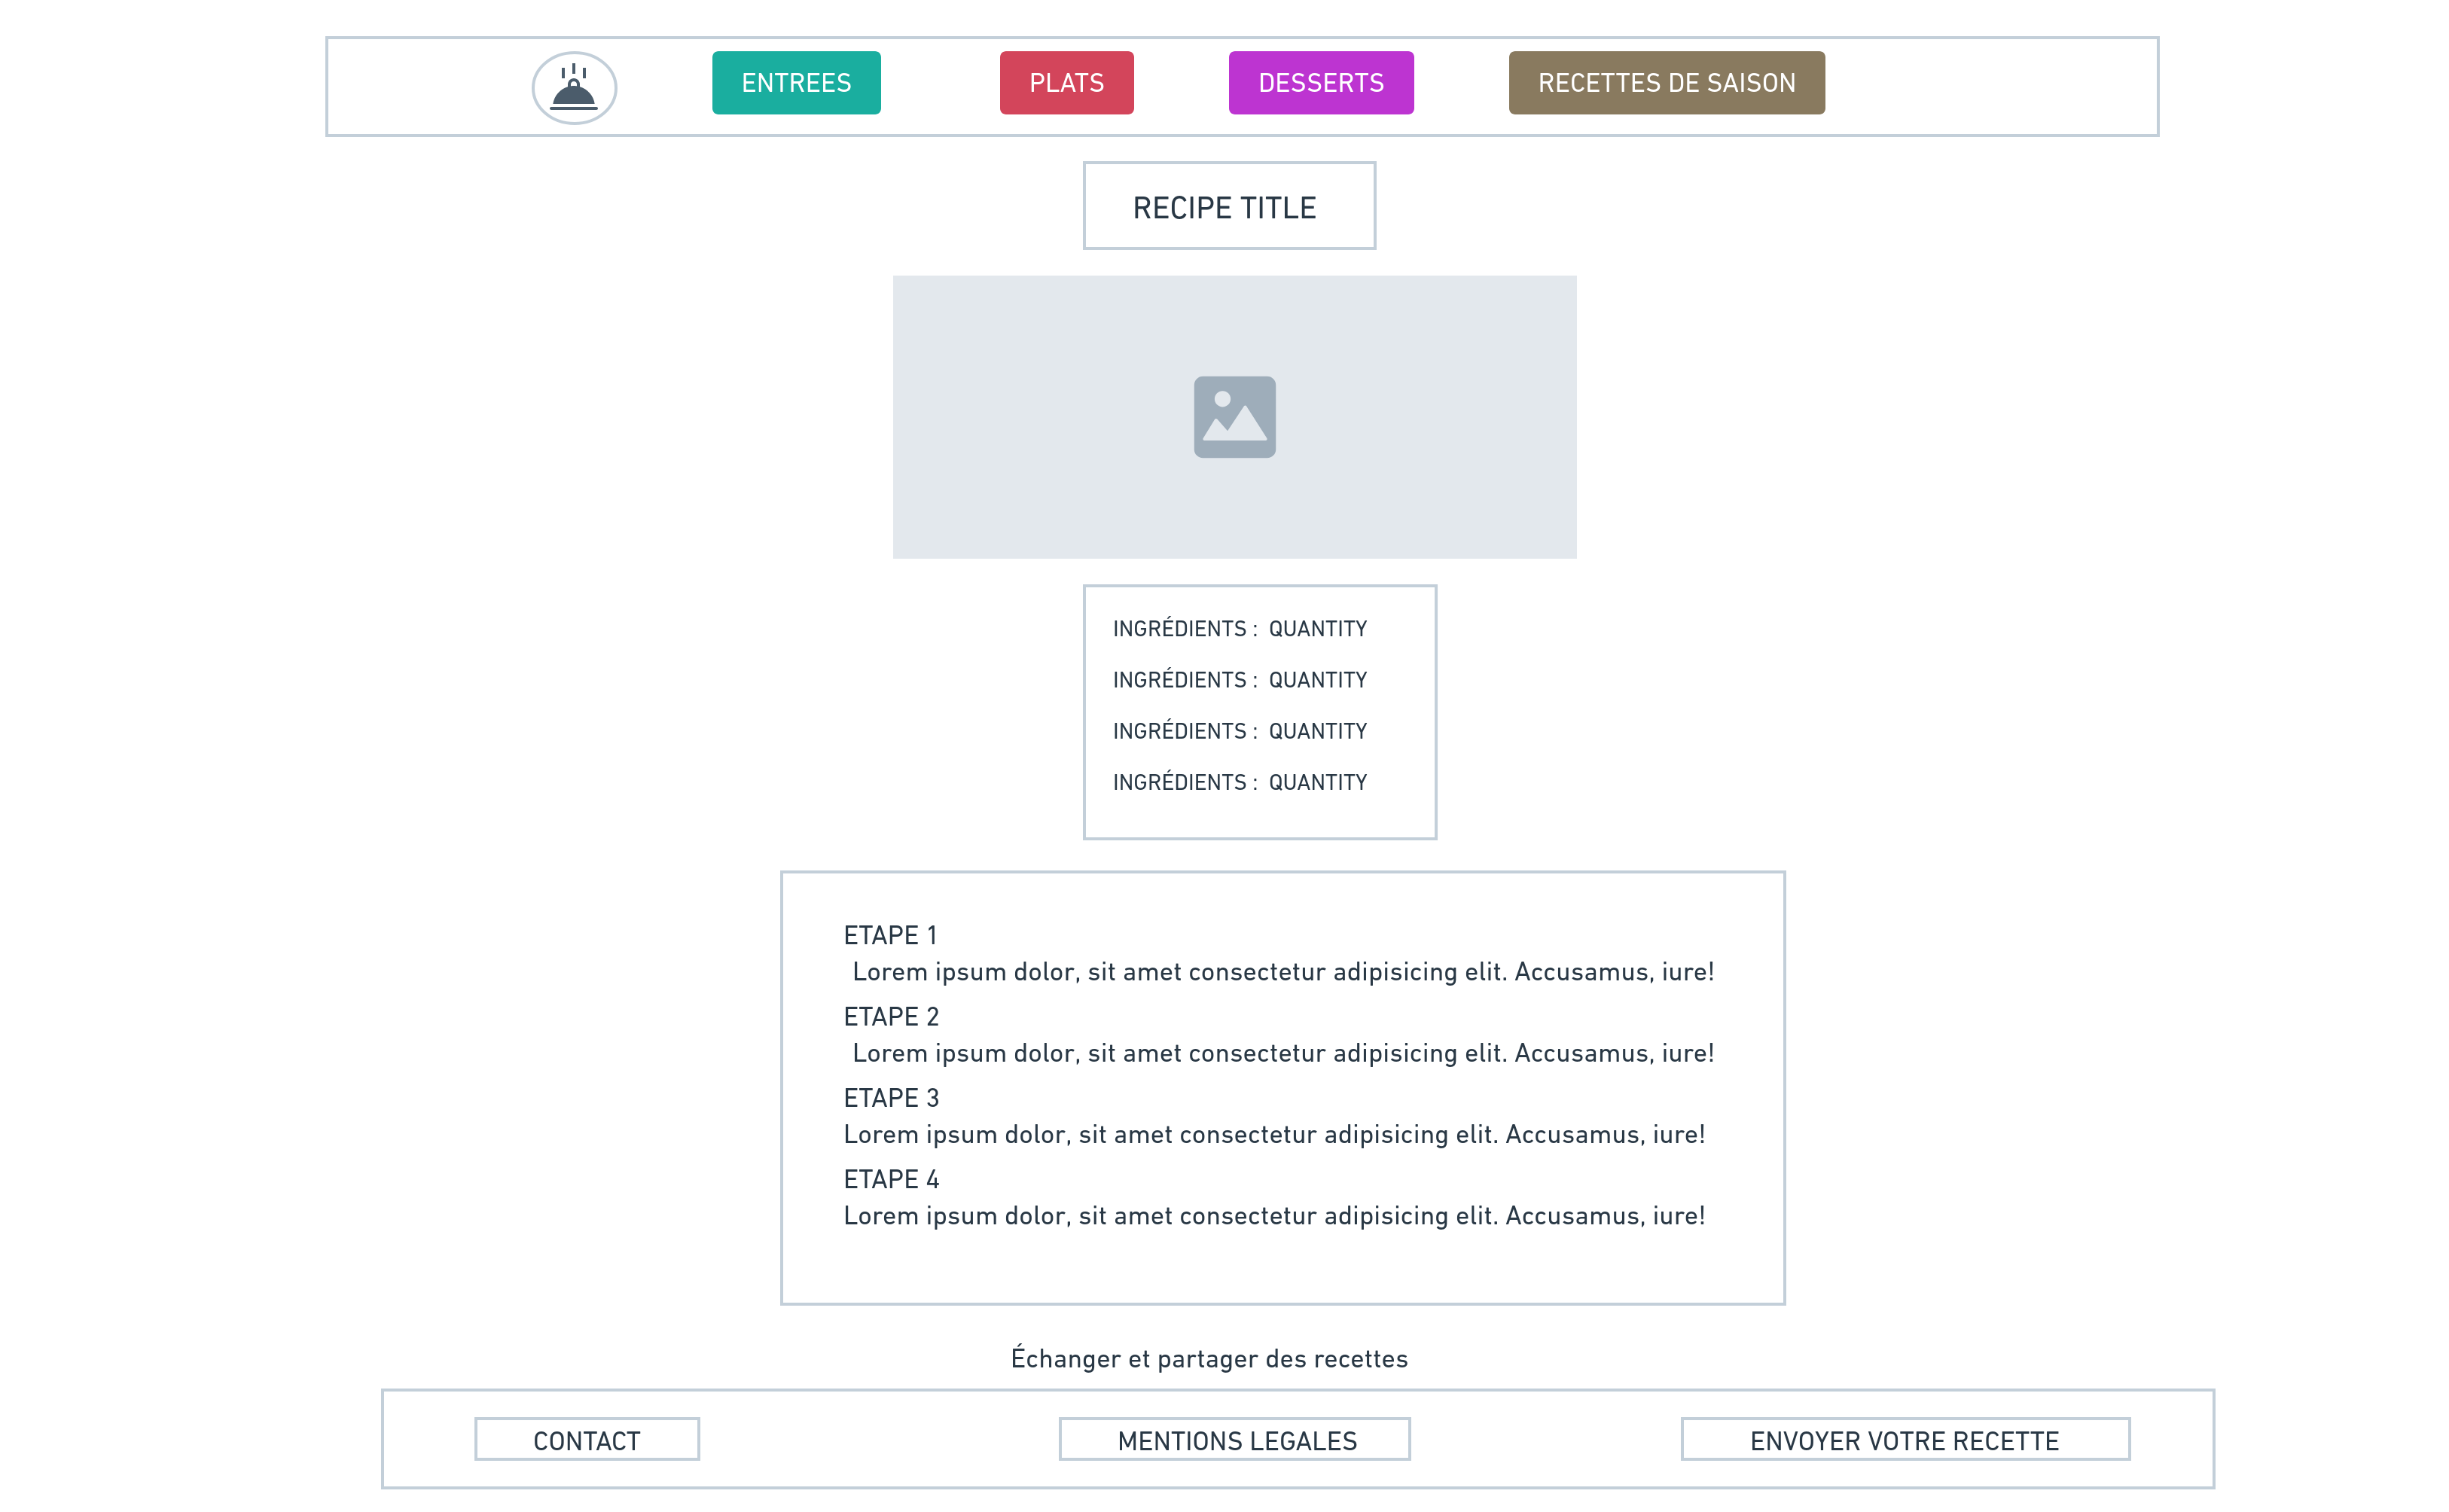 ENTREES PLATS DESSERTS RECETTES DE SAISON
RECIPE TITLE
INGRÉDIENTS : QUANTITY
INGRÉDIENTS : QUANTITY
INGRÉDIENTS : QUANTITY
INGRÉDIENTS : QUANTITY
ETAPE 1
Lorem ipsum dolor, sit amet consectetur adipisicing elit. Accusamus, iure!
ETAPE 2
Lorem ipsum dolor, sit amet consectetur adipisicing elit. Accusamus, iure!
ETAPE 3
Lorem ipsum dolor, sit amet consectetur adipisicing elit. Accusamus, iure!
ETAPE 4
Lorem ipsum dolor, sit amet consectetur adipisicing elit. Accusamus, iure!
Échanger et partager des recettes
CONTACT MENTIONS LEGALES ENVOYER VOTRE RECETTE